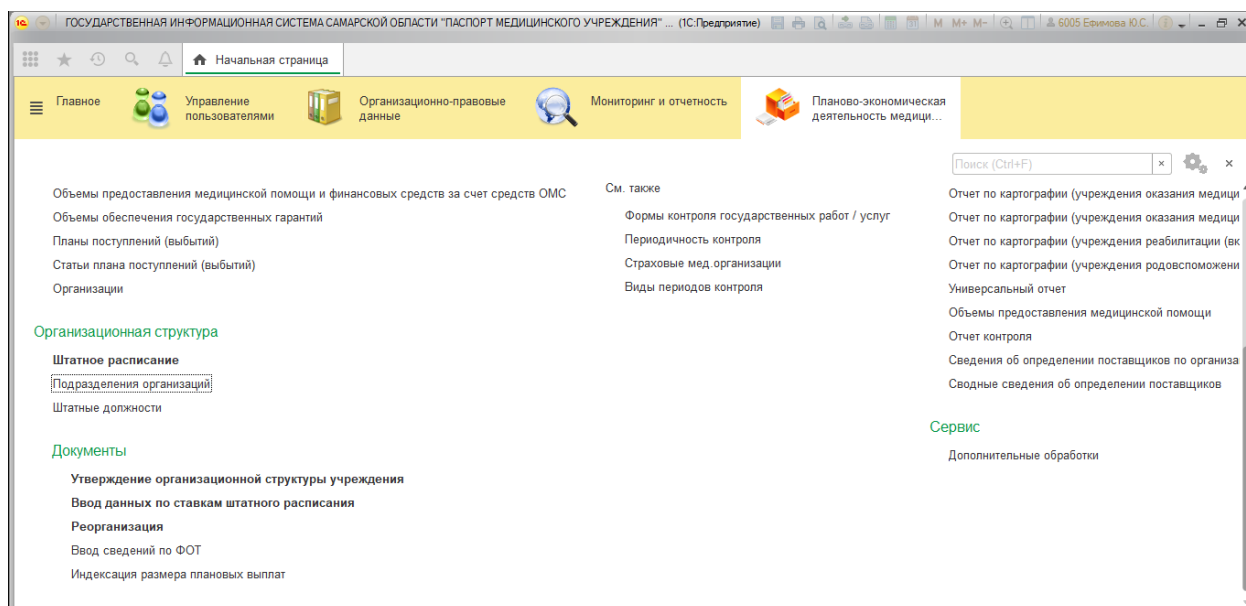 ГОСУДАРСТВЕННАЯ ИНФОРМАЦИОННАЯ СИСТЕМА САМАРСКОЙ ОБЛАСТИ "ПАСПОРТ МЕДИЦИНСКОГО УЧРЕЖДЕНИЯ" ... (1С:Предприятие) M M+ M- 6005 Ефимова Ю.С.
Начальная страница
Главное
Управление
пользователями
Организационно-правовые
данные
Мониторинг и отчетность
Планово-экономическая
деятельность медици...
Поиск (Ctrl+F)
Объемы предоставления медицинской помощи и финансовых средств за счет средств ОМС
Объемы обеспечения государственных гарантий
Планы поступлений (выбытий)
Статьи плана поступлений (выбытий)
Организации
Организационная структура
Штатное расписание
Подразделения организаций
Штатные должности
Документы
Утверждение организационной структуры учреждения
Ввод данных по ставкам штатного расписания
Реорганизация
Ввод сведений по ФОТ
Индексация размера плановых выплат
См. также
Формы контроля государственных работ / услуг
Периодичность контроля
Страховые мед.организации
Виды периодов контроля
Отчет по картографии (учреждения оказания медици
Отчет по картографии (учреждения оказания медици
Отчет по картографии (учреждения реабилитации (вк
Отчет по картографии (учреждения родовспоможени
Универсальный отчет
Объемы предоставления медицинской помощи
Отчет контроля
Сведения об определении поставщиков по организа
Сводные сведения об определении поставщиков
Сервис
Дополнительные обработки